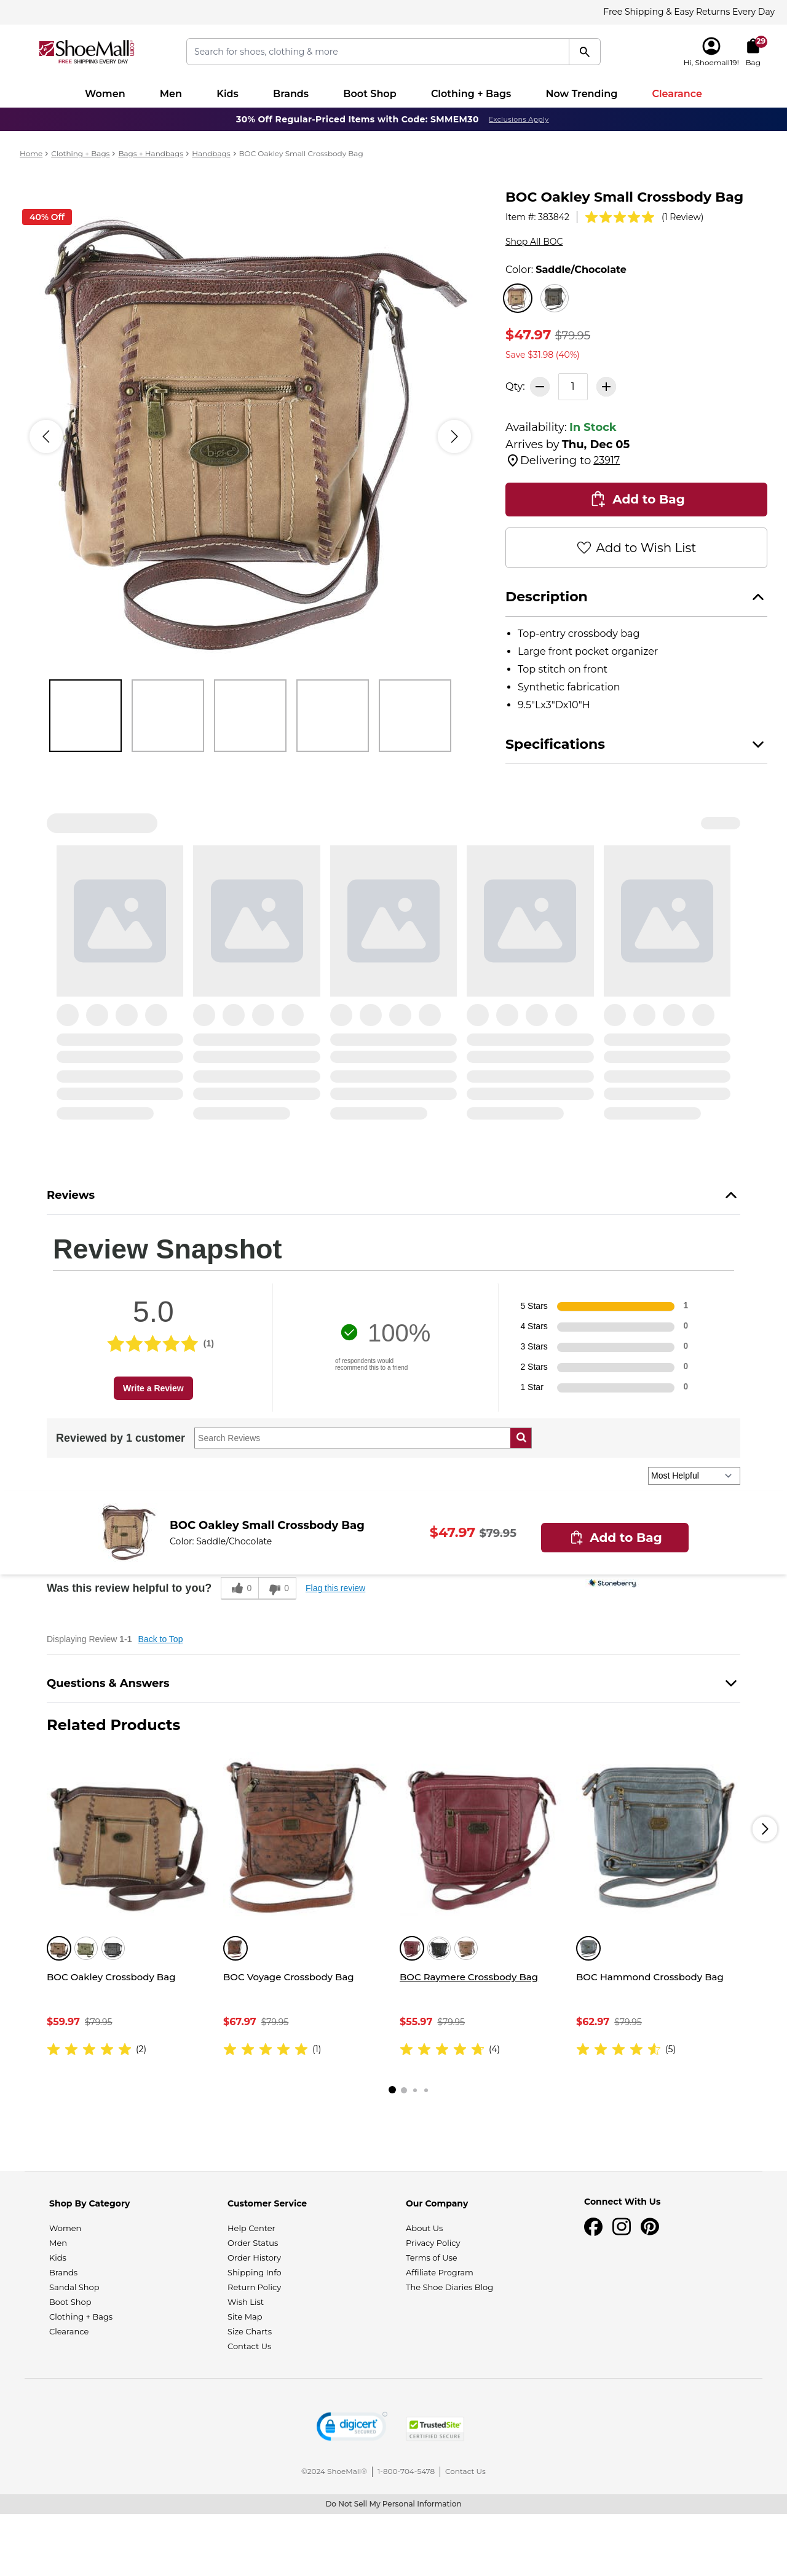 Free Shipping & Easy Returns Every Day
ShoeMall.com
FREE SHIPPING EVERY DAY
Search for shoes, clothing & more
29
Hi, Shoemall19! Bag
Women Men Kids Brands Boot Shop Clothing + Bags Now Trending Clearance
30% Off Regular-Priced Items with Code: SMMEM30 Exclusions Apply
Home > Clothing + Bags > Bags + Handbags > Handbags > BOC Oakley Small Crossbody Bag
40% Off
boc
BOC Oakley Small Crossbody Bag
Item #: 383842 (1 Review)
Shop All BOC
Color: Saddle/Chocolate
$47.97 $79.95
Save $31.98 (40%)
Qty: 1
Availability: In Stock
Arrives by Thu, Dec 05
Delivering to 23917
Add to Bag
Add to Wish List
Description
• Top-entry crossbody bag
• Large front pocket organizer
• Top stitch on front
• Synthetic fabrication
• 9.5"Lx3"Dx10"H
Specifications
Reviews
Review Snapshot
5.0
(1)
Write a Review
100%
of respondents would
recommend this to a friend
5 Stars 1
4 Stars 0
3 Stars 0
2 Stars 0
1 Star 0
Reviewed by 1 customer Search Reviews
Most Helpful
BOC Oakley Small Crossbody Bag
Color: Saddle/Chocolate
$47.97 $79.95
Add to Bag
Was this review helpful to you? 0 0 Flag this review
Stoneberry
Displaying Review 1-1 Back to Top
Questions & Answers
Related Products
BOC Oakley Crossbody Bag
$59.97 $79.95
(2)
BOC Voyage Crossbody Bag
$67.97 $79.95
(1)
BOC Raymere Crossbody Bag
$55.97 $79.95
(4)
BOC Hammond Crossbody Bag
$62.97 $79.95
(5)
Shop By Category
Women
Men
Kids
Brands
Sandal Shop
Boot Shop
Clothing + Bags
Clearance
Customer Service
Help Center
Order Status
Order History
Shipping Info
Return Policy
Wish List
Site Map
Size Charts
Contact Us
Our Company
About Us
Privacy Policy
Terms of Use
Affiliate Program
The Shoe Diaries Blog
Connect With Us
digicert
SECURED
TrustedSite
CERTIFIED SECURE
©2024 ShoeMall® | 1-800-704-5478 | Contact Us
Do Not Sell My Personal Information